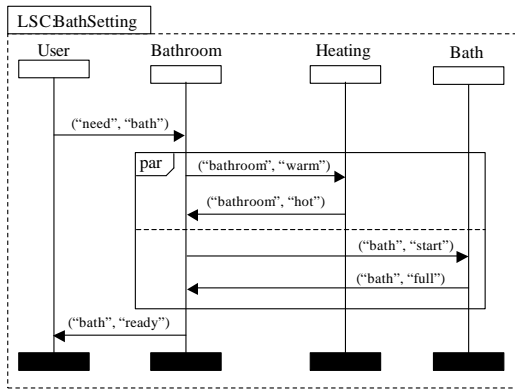 LSC:BathSetting
User Bathroom Heating Bath
(“need”, “bath”)
par
(“bathroom”, “warm”)
(“bathroom”, “hot”)
(“bath”, “start”)
(“bath”, “full”)
(“bath”, “ready”)